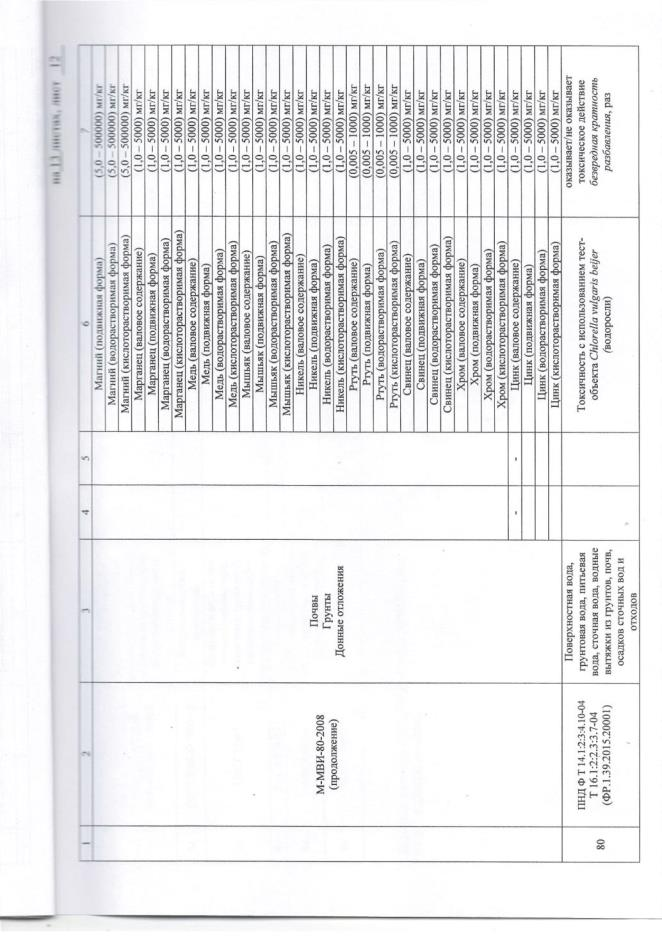 на 13 листах, лист 12
1 2 3 4 5 6 7
Магний (подвижная форма) (5,0 – 500000) мг/кг
Магний (водорастворимая форма) (5,0 – 500000) мг/кг
Магний (кислоторастворимая форма) (5,0 – 500000) мг/кг
Марганец (валовое содержание) (1,0 – 5000) мг/кг
Марганец (подвижная форма) (1,0 – 5000) мг/кг
Марганец (водорастворимая форма) (1,0 – 5000) мг/кг
Марганец (кислоторастворимая форма) (1,0 – 5000) мг/кг
Медь (валовое содержание) (1,0 – 5000) мг/кг
Медь (подвижная форма) (1,0 – 5000) мг/кг
Медь (водорастворимая форма) (1,0 – 5000) мг/кг
Медь (кислоторастворимая форма) (1,0 – 5000) мг/кг
Мышьяк (валовое содержание) (1,0 – 5000) мг/кг
Мышьяк (подвижная форма) (1,0 – 5000) мг/кг
Мышьяк (водорастворимая форма) (1,0 – 5000) мг/кг
Мышьяк (кислоторастворимая форма) (1,0 – 5000) мг/кг
Никель (валовое содержание) (1,0 – 5000) мг/кг
Никель (подвижная форма) (1,0 – 5000) мг/кг
Никель (водорастворимая форма) (1,0 – 5000) мг/кг
Никель (кислоторастворимая форма) (1,0 – 5000) мг/кг
Ртуть (валовое содержание) (0,005 – 1000) мг/кг
Ртуть (подвижная форма) (0,005 – 1000) мг/кг
Ртуть (водорастворимая форма) (0,005 – 1000) мг/кг
Ртуть (кислоторастворимая форма) (0,005 – 1000) мг/кг
Свинец (валовое содержание) (1,0 – 5000) мг/кг
Свинец (подвижная форма) (1,0 – 5000) мг/кг
Свинец (водорастворимая форма) (1,0 – 5000) мг/кг
Свинец (кислоторастворимая форма) (1,0 – 5000) мг/кг
Хром (валовое содержание) (1,0 – 5000) мг/кг
Хром (подвижная форма) (1,0 – 5000) мг/кг
Хром (водорастворимая форма) (1,0 – 5000) мг/кг
Хром (кислоторастворимая форма) (1,0 – 5000) мг/кг
- - Цинк (валовое содержание) (1,0 – 5000) мг/кг
Цинк (подвижная форма) (1,0 – 5000) мг/кг
Цинк (водорастворимая форма) (1,0 – 5000) мг/кг
Цинк (кислоторастворимая форма) (1,0 – 5000) мг/кг
М-МВИ-80-2008
(продолжение)
Почвы
Грунты
Донные отложения
80
ПНД Ф Т 14.1:2:3:4.10-04
Т 16.1:2:2.3:3.7-04
(ФР.1.39.2015.20001)
Поверхностная вода,
грунтовая вода, питьевая
вода, сточная вода, водные
вытяжки из грунтов, почв,
осадков сточных вод и
отходов
Токсичность с использованием тест-
объекта Chlorella vulgaris beijer
(водоросли)
оказывает/не оказывает
токсическое действие
безвредная кратность
разбавления, раз